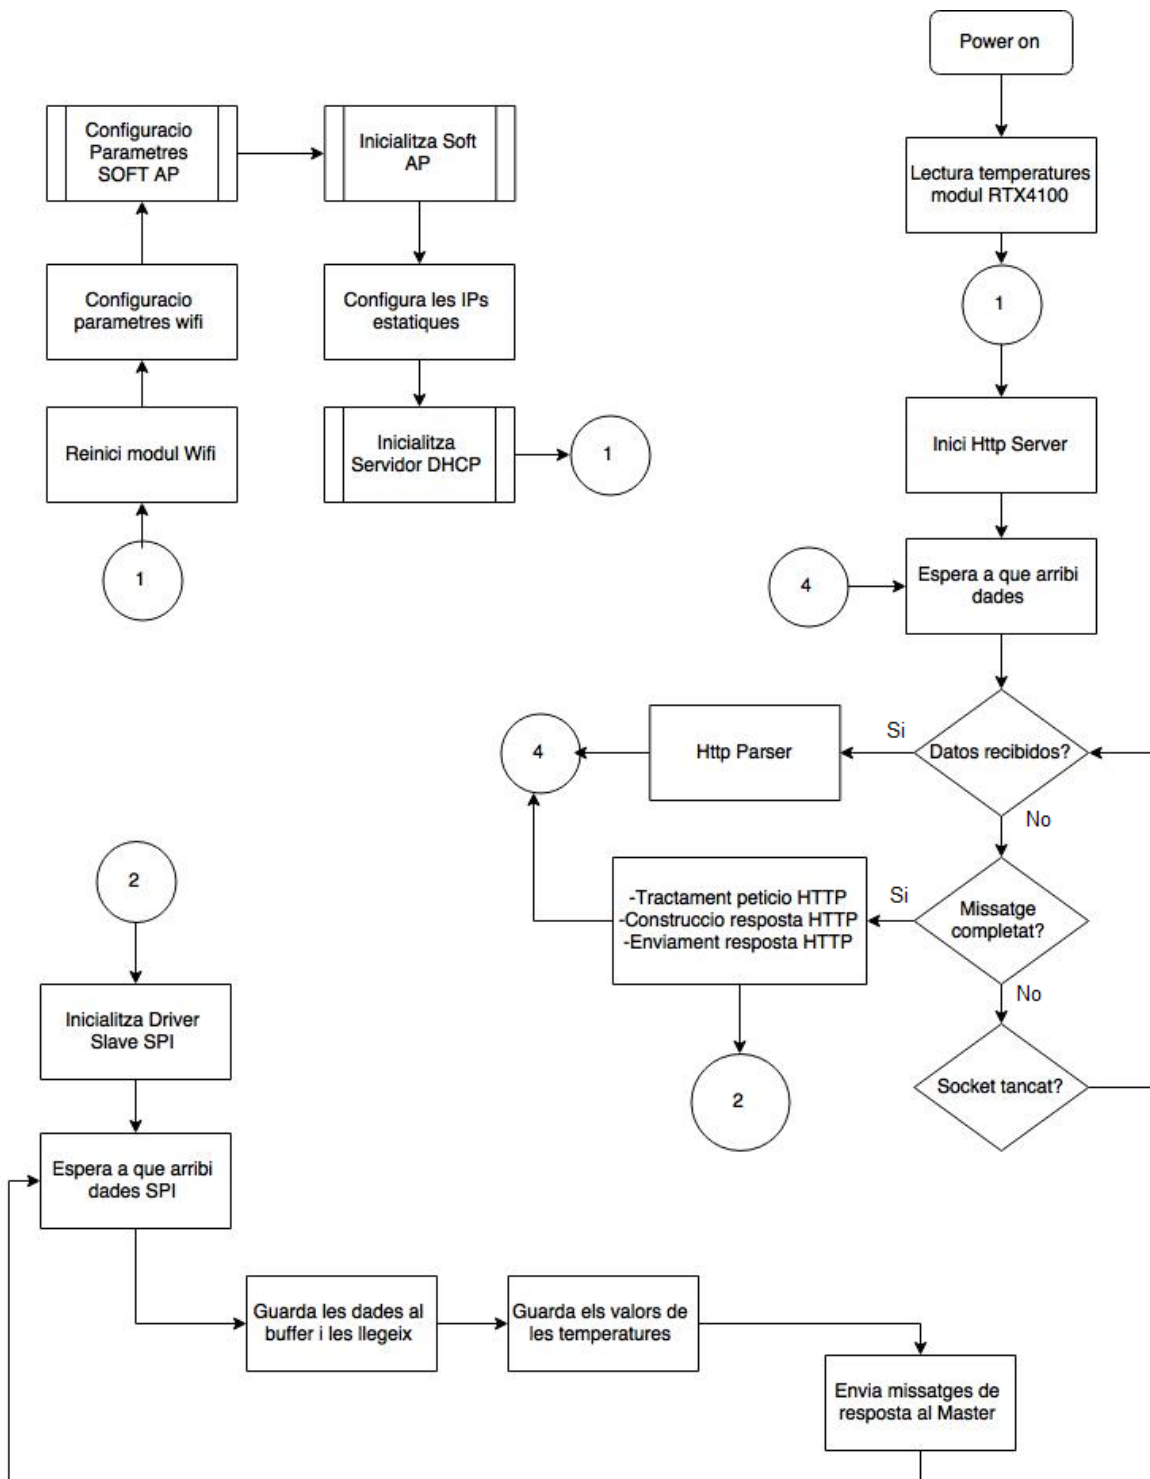 Power on
Lectura temperatures
modul RTX4100
1
Inici Http Server
4
Espera a que arribi
dades
Datos recibidos?
Si
Http Parser
4
No
Missatge
completat?
Si
-Tractament peticio HTTP
-Construccio resposta HTTP
-Enviament resposta HTTP
2
No
Socket tancat?
Configuracio
Parametres
SOFT AP
Inicialitza Soft
AP
Configuracio
parametres wifi
Configura les IPs
estatiques
Reinici modul Wifi
Inicialitza
Servidor DHCP
1
1
2
Inicialitza Driver
Slave SPI
Espera a que arribi
dades SPI
Guarda les dades al
buffer i les llegeix
Guarda els valors de
les temperatures
Envia missatges de
resposta al Master